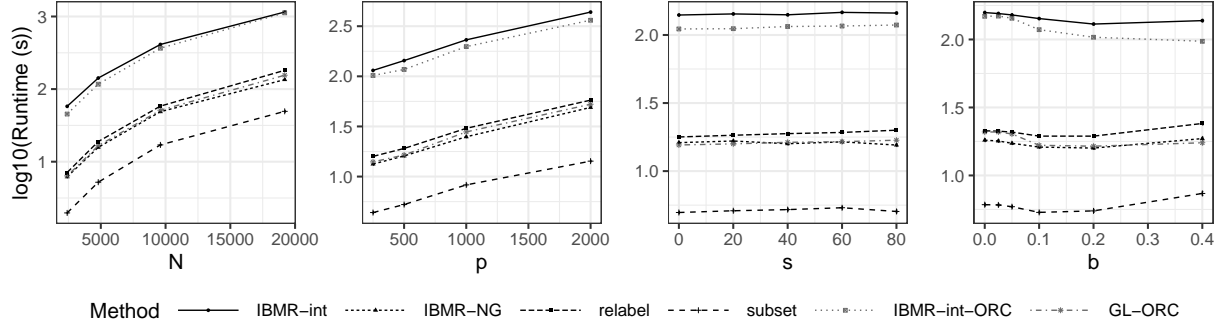 log10(Runtime (s))
3
2
1
5000 10000 15000 20000
N
2.5
2.0
1.5
1.0
500 1000 1500 2000
p
2.0
1.5
1.0
0 20 40 60 80
s
2.0
1.5
1.0
0.0 0.1 0.2 0.3 0.4
b
Method IBMR−int IBMR−NG relabel subset IBMR−int−ORC GL−ORC